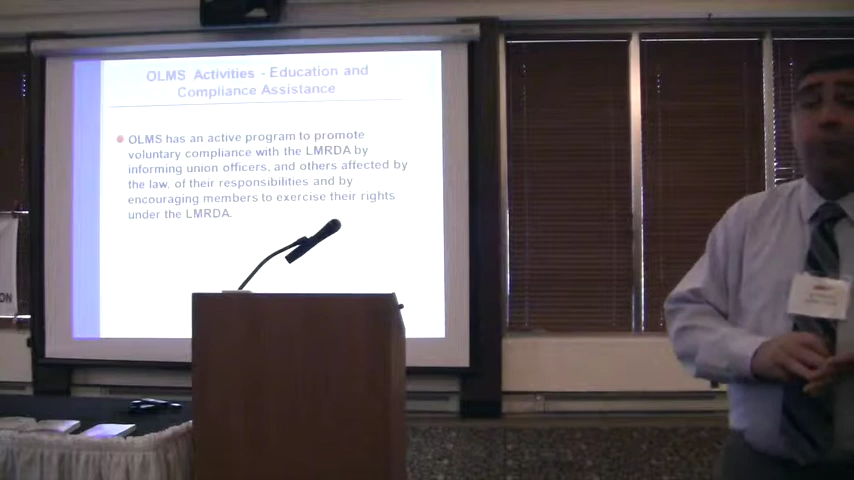 OLMS Activities - Education and
Compliance Assistance
OLMS has an active program to promote
voluntary compliance with the LMRDA by
informing union officers, and others affected by
the law, of their responsibilities and by
encouraging members to exercise their rights
under the LMRDA.
ON